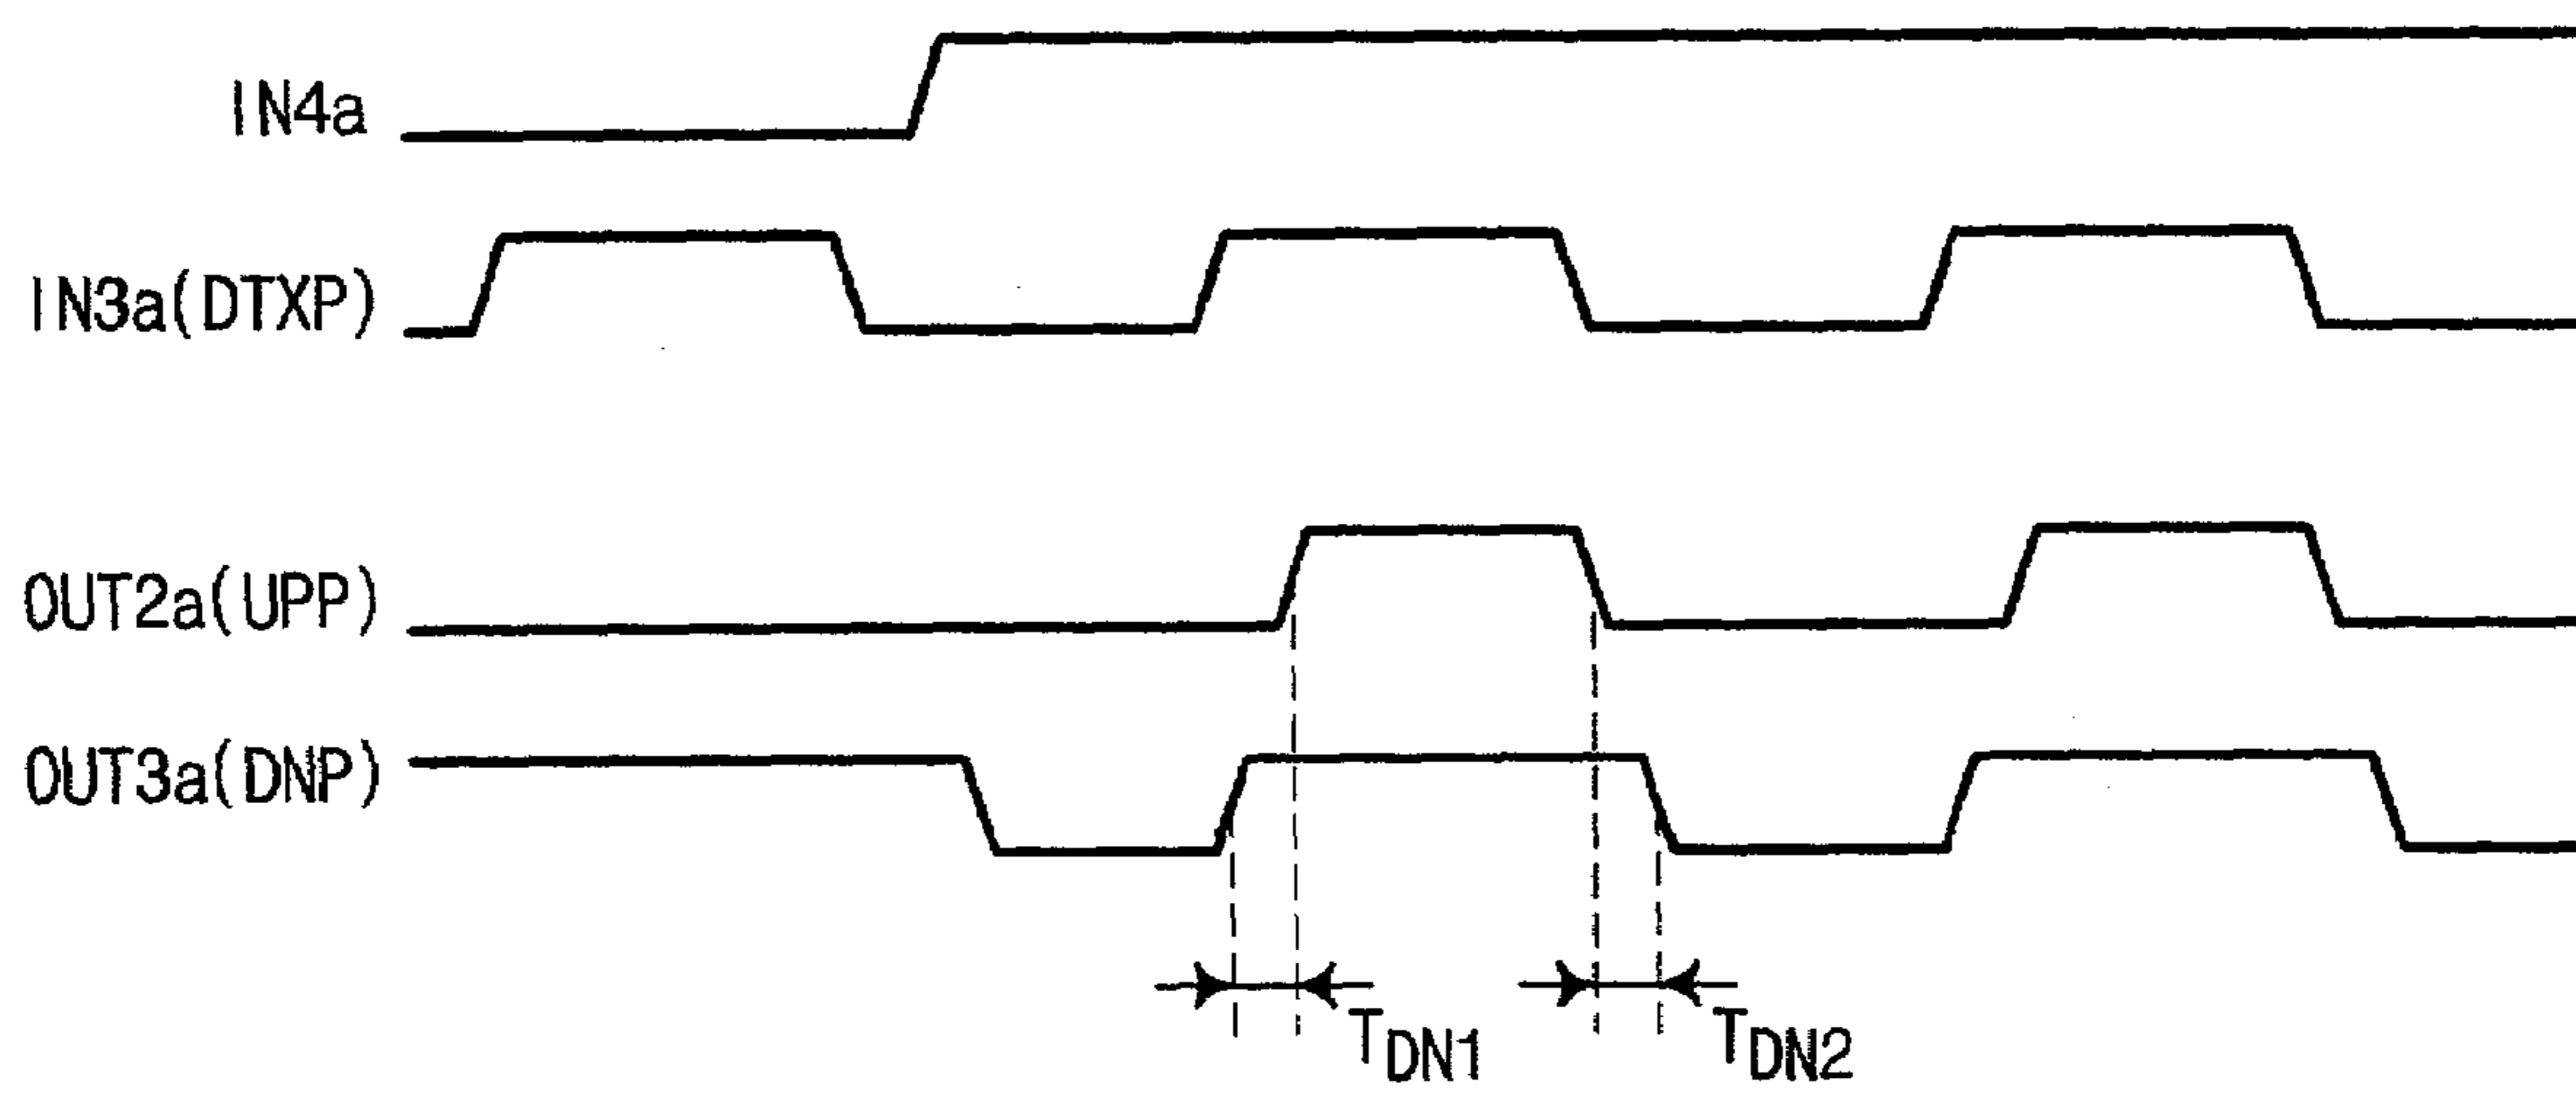 IN4a
IN3a(DTXP)
OUT2a(UPP)
OUT3a(DNP)
TDN1
TDN2